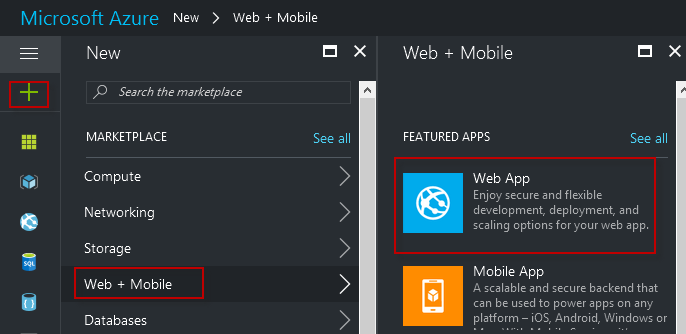 Microsoft Azure New > Web + Mobile
New
Search the marketplace
MARKETPLACE See all
Compute
Networking
Storage
Web + Mobile
Databases
Web + Mobile
FEATURED APPS See all
Web App
Enjoy secure and flexible
development, deployment, and
scaling options for your web app.
Mobile App
A scalable and secure backend that
can be used to power apps on any
platform – iOS, Android, Windows or
SQL